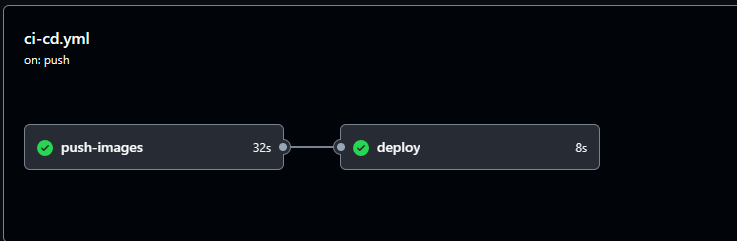 ci-cd.yml
on: push
push-images 32s
deploy 8s